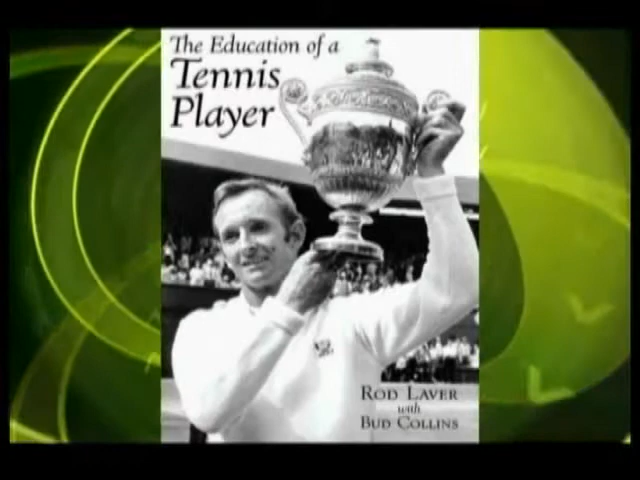 The Education of a
Tennis
Player
ROD LAVER
with
BUD COLLINS